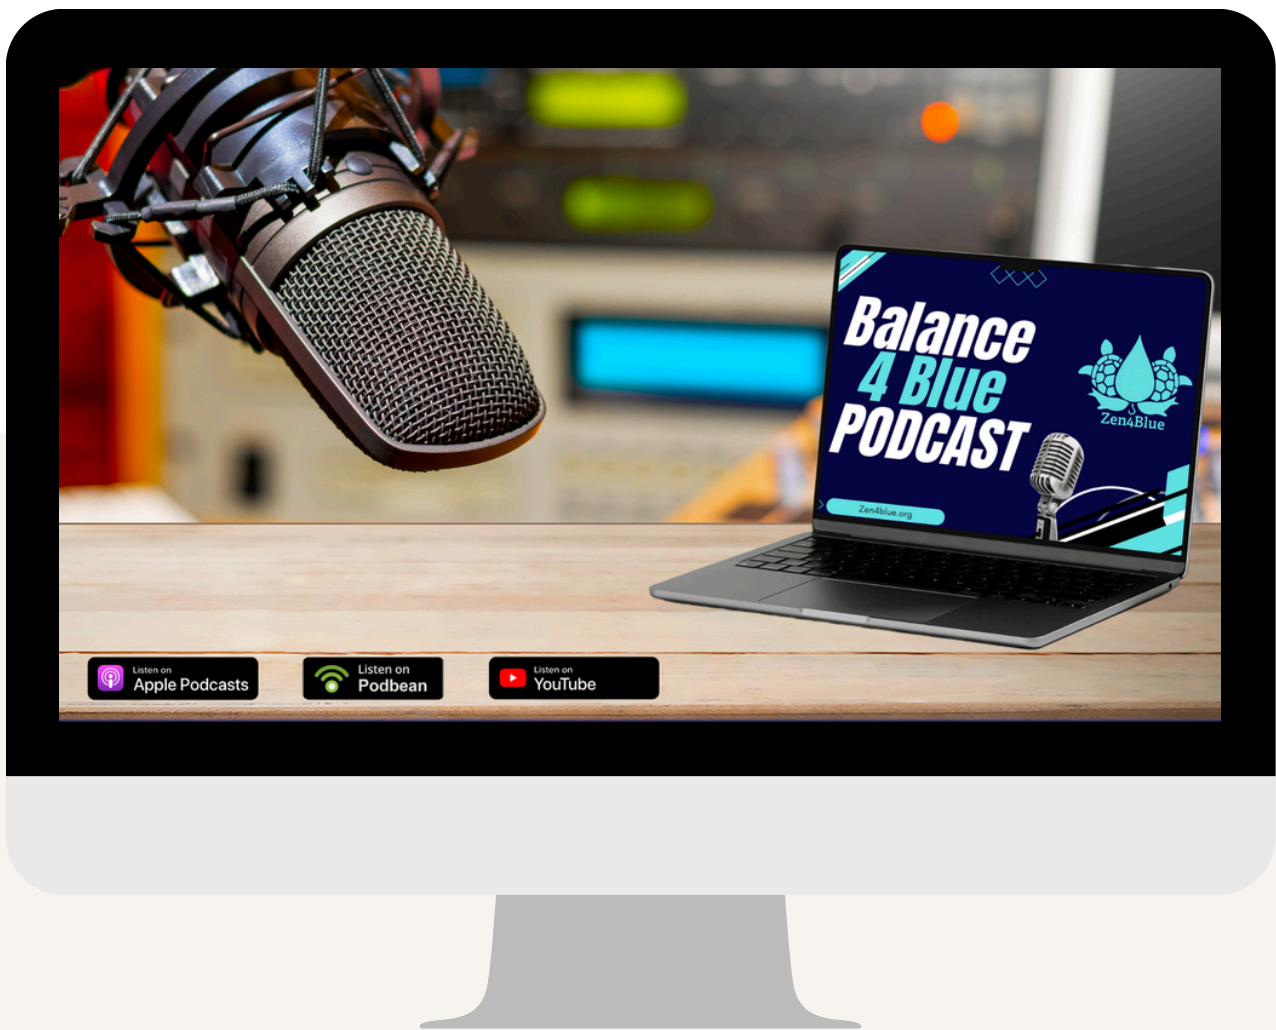 Balance
4 Blue
PODCAST
Zen4Blue
Zen4blue.org
Listen on
Apple Podcasts
Listen on
Podbean
Listen on
YouTube